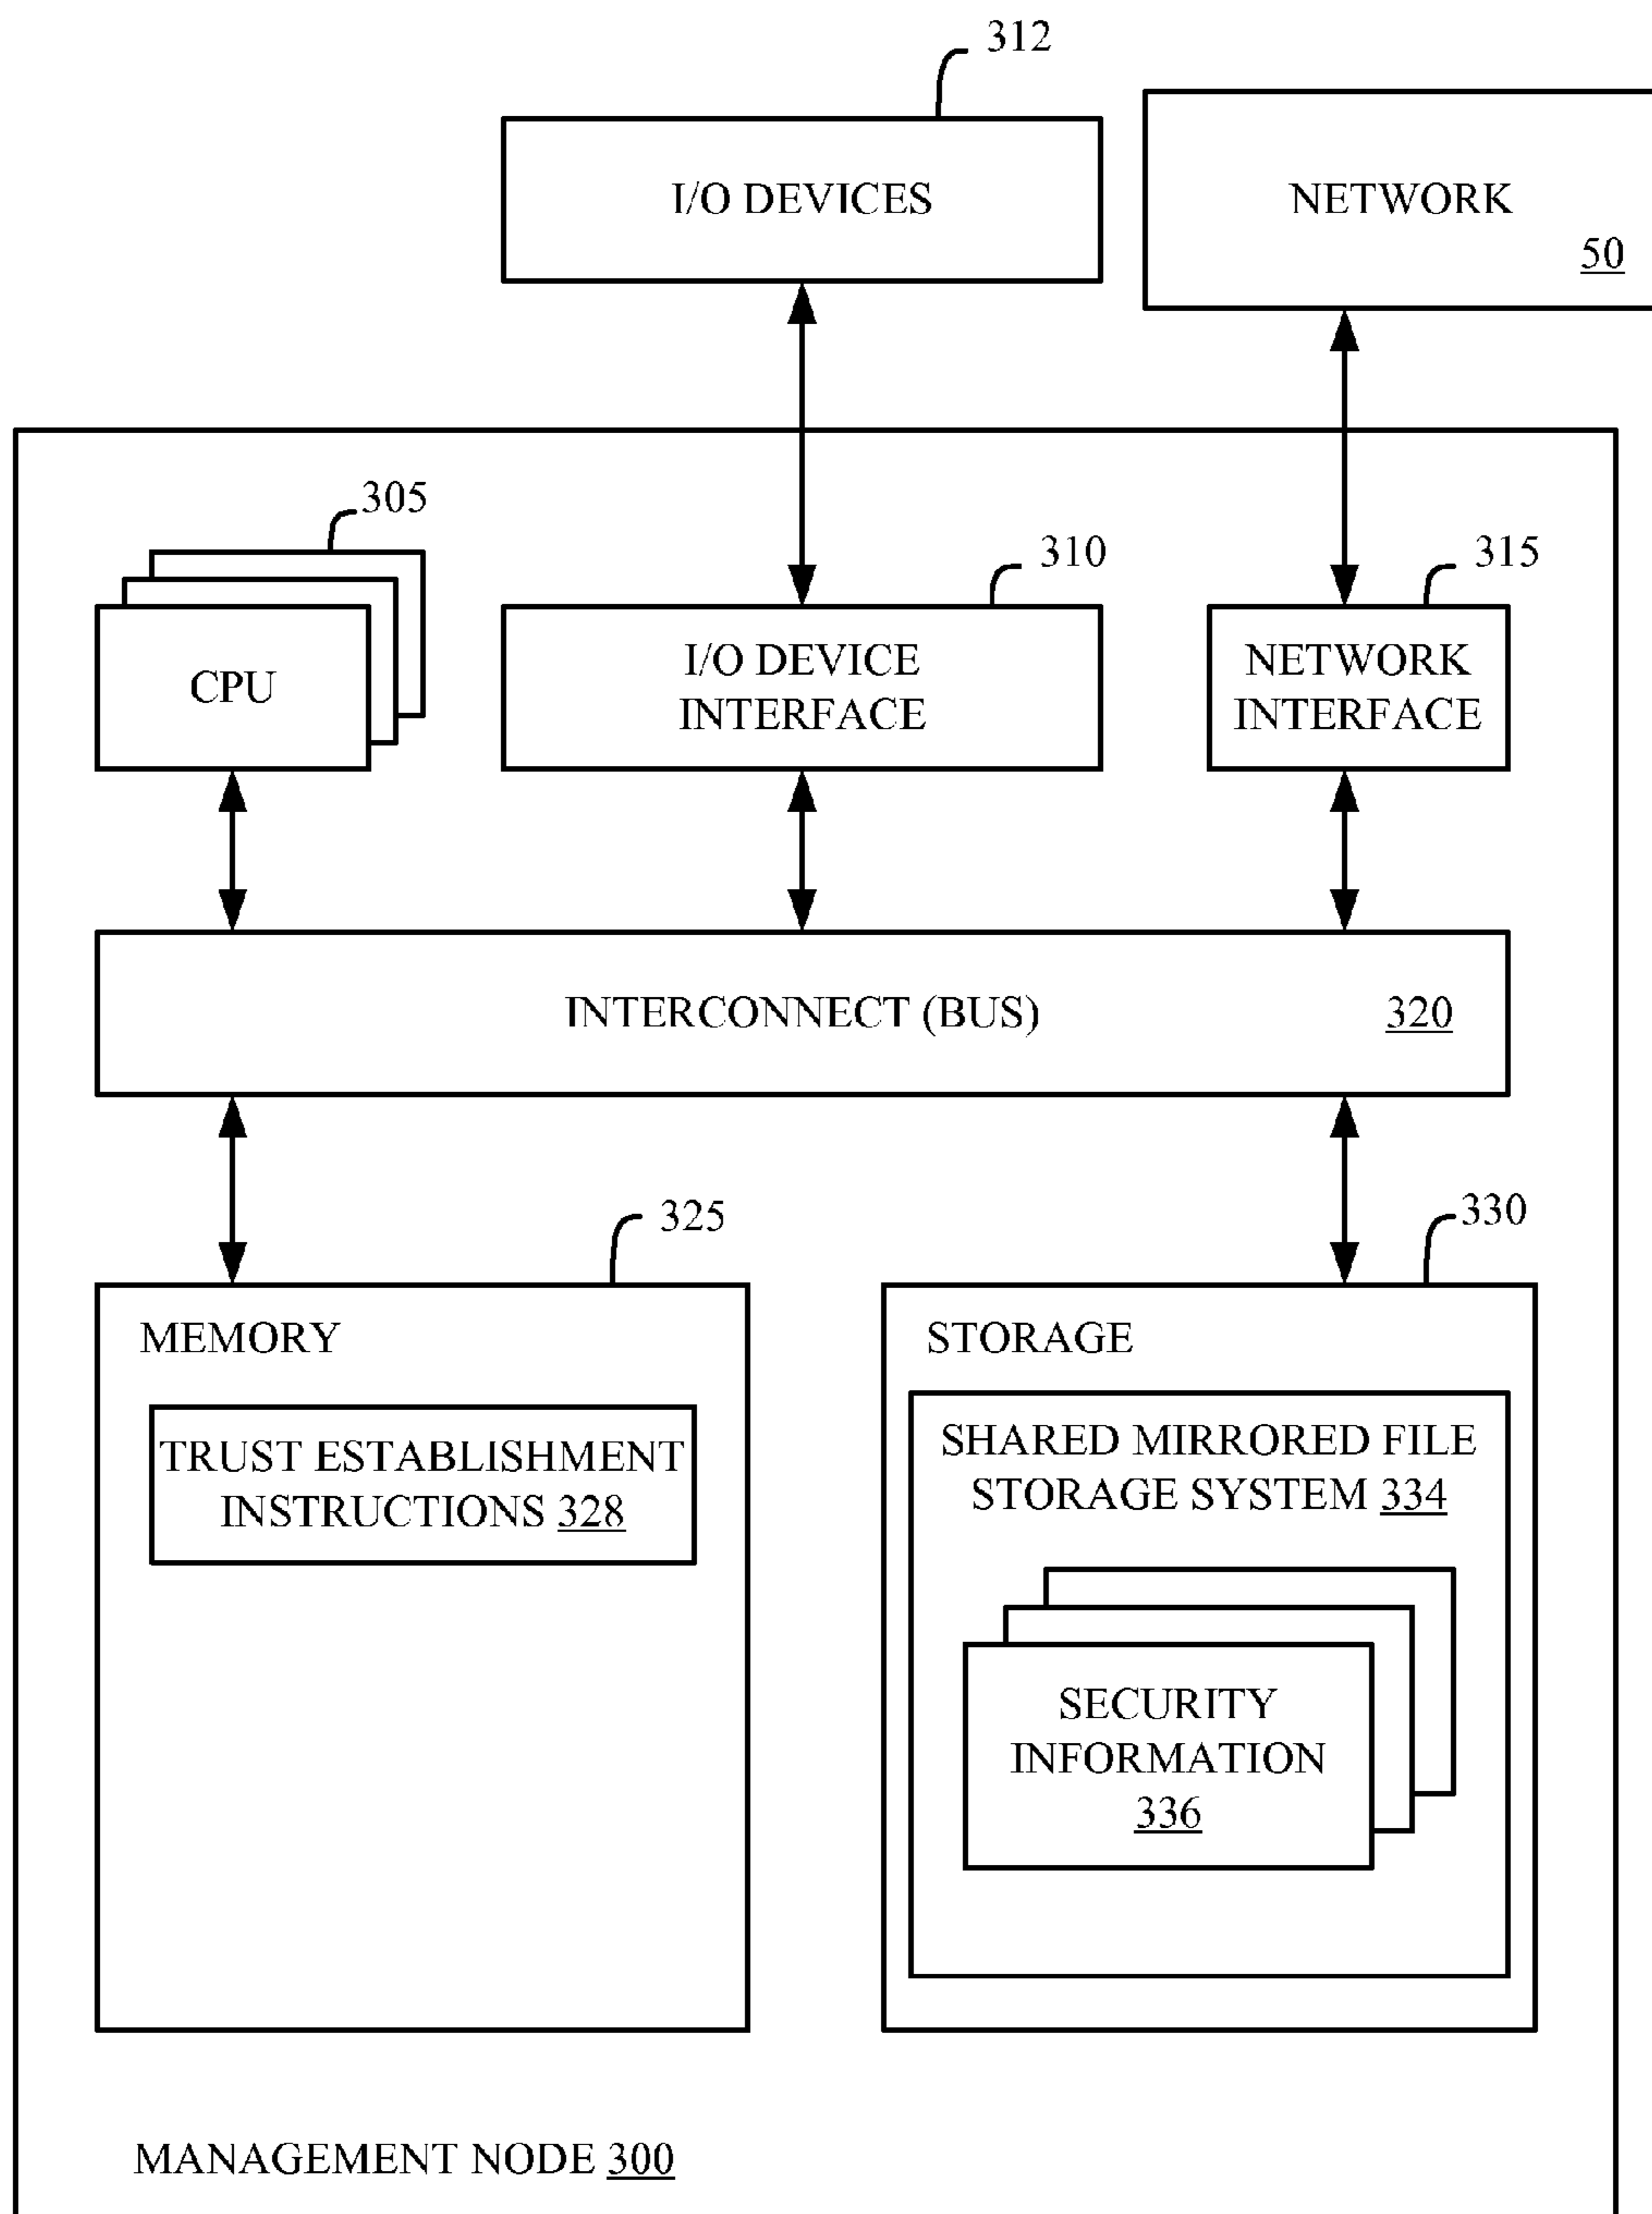 312
I/O DEVICES
NETWORK
50
305
310
315
CPU
I/O DEVICE
INTERFACE
NETWORK
INTERFACE
INTERCONNECT (BUS)
320
325
330
MEMORY
TRUST ESTABLISHMENT
INSTRUCTIONS 328
STORAGE
SHARED MIRRORED FILE
STORAGE SYSTEM 334
SECURITY
INFORMATION
336
MANAGEMENT NODE 300